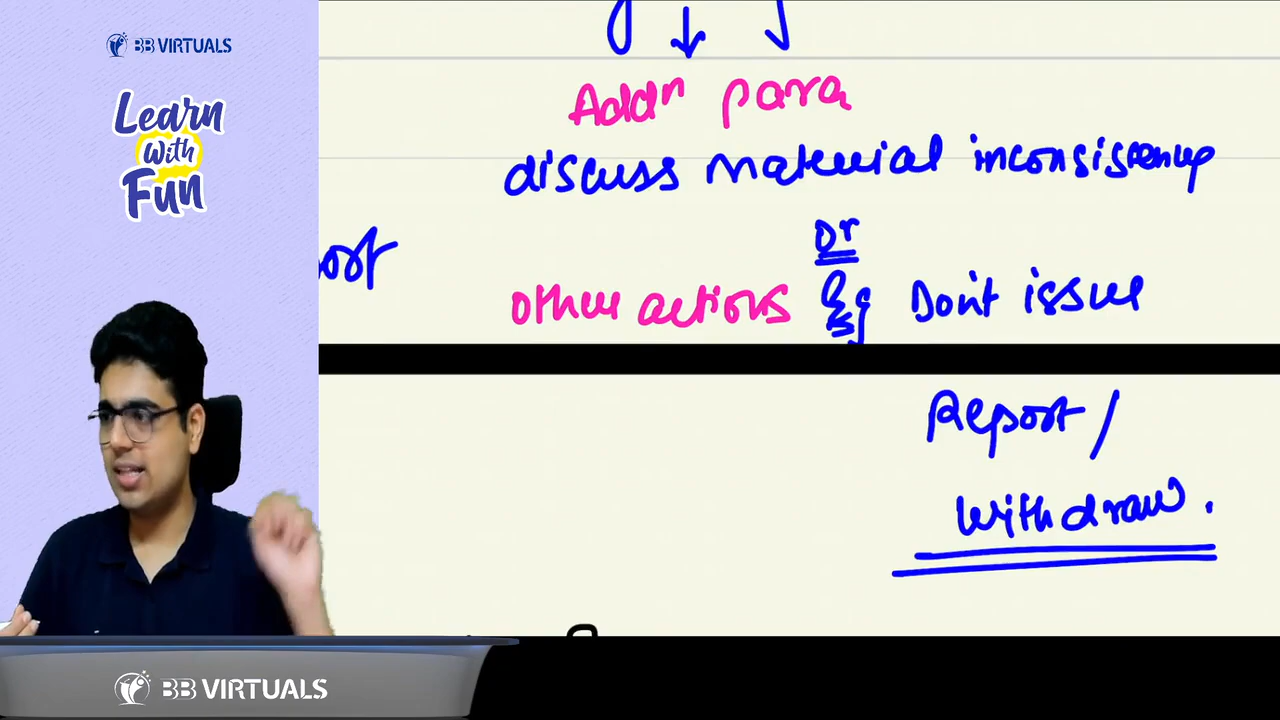 BB VIRTUALS
Learn
With
Fun
Addn para
discuss material inconsistency
ort
Or
Other actions Eg Don't issue
Report /
Withdraw.
BB VIRTUALS